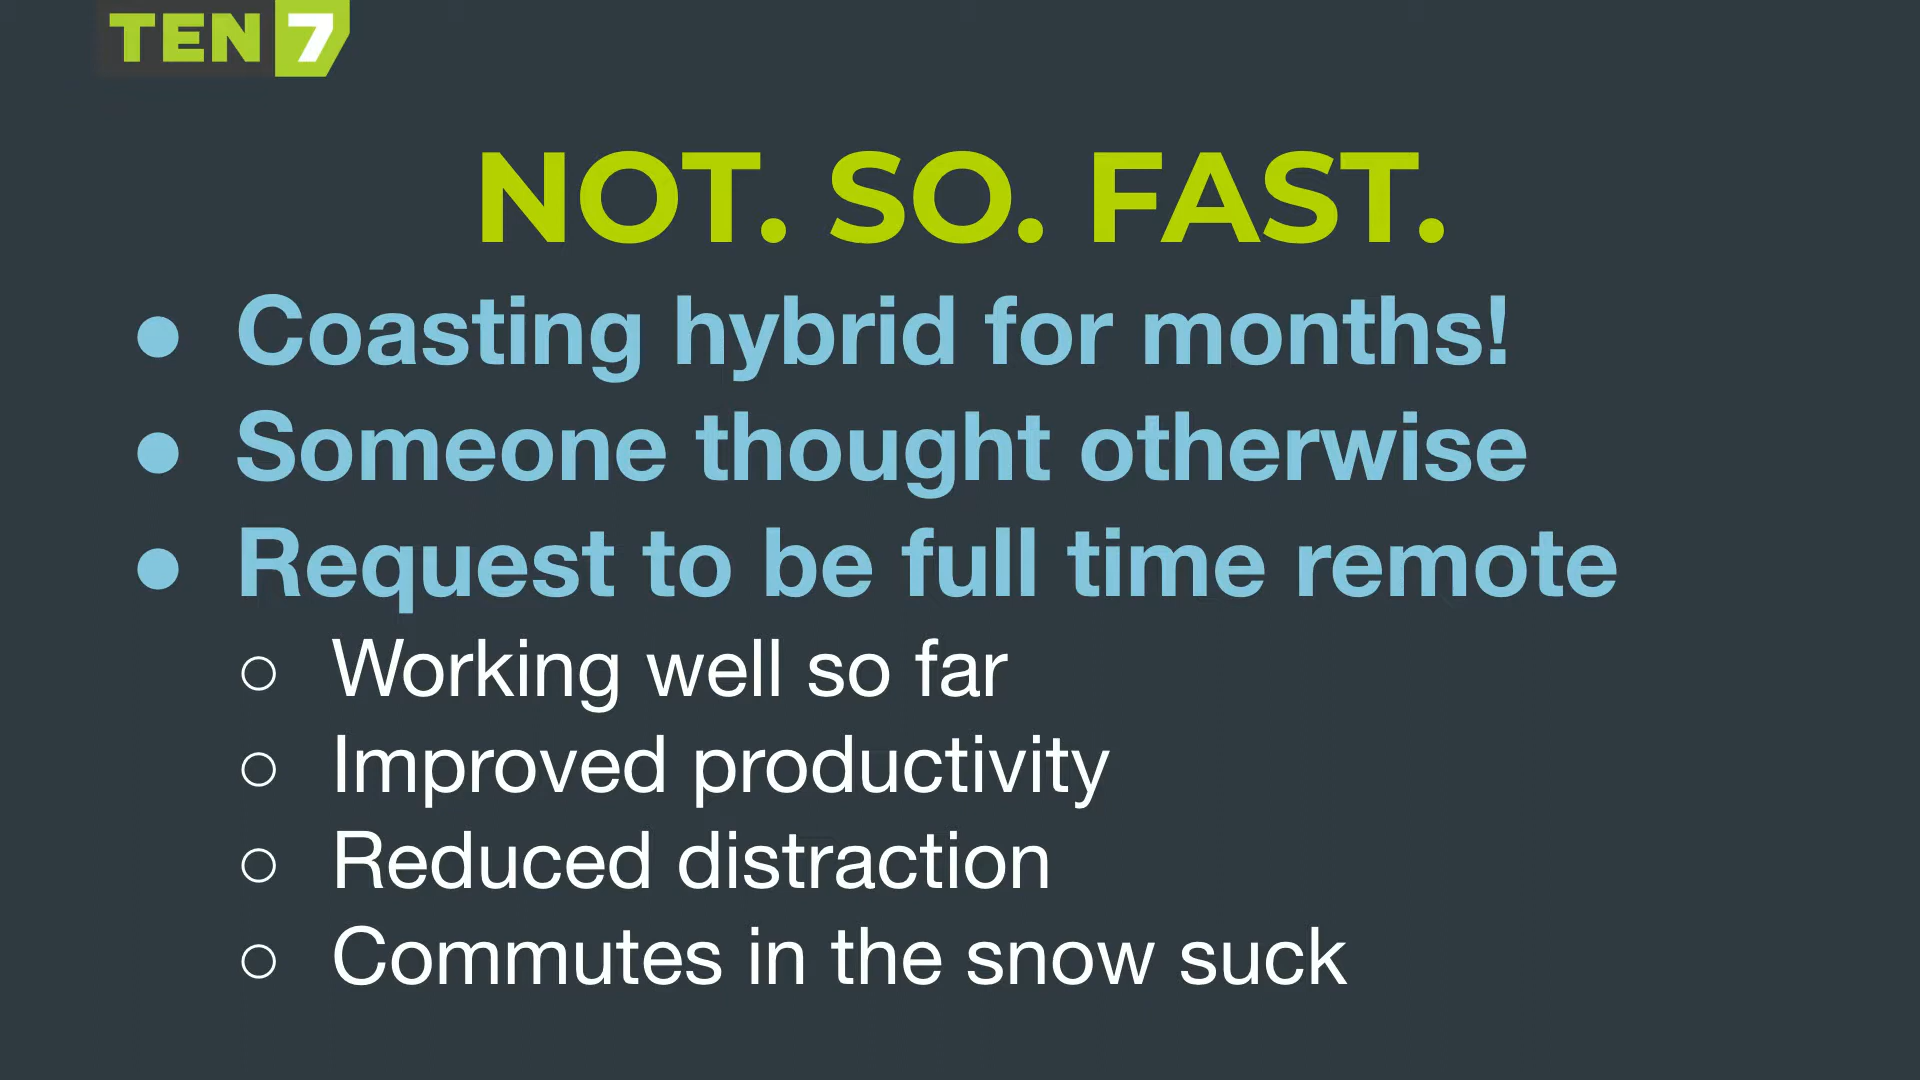 TEN 7
NOT. SO. FAST.
● Coasting hybrid for months!
● Someone thought otherwise
● Request to be full time remote
○ Working well so far
○ Improved productivity
○ Reduced distraction
○ Commutes in the snow suck